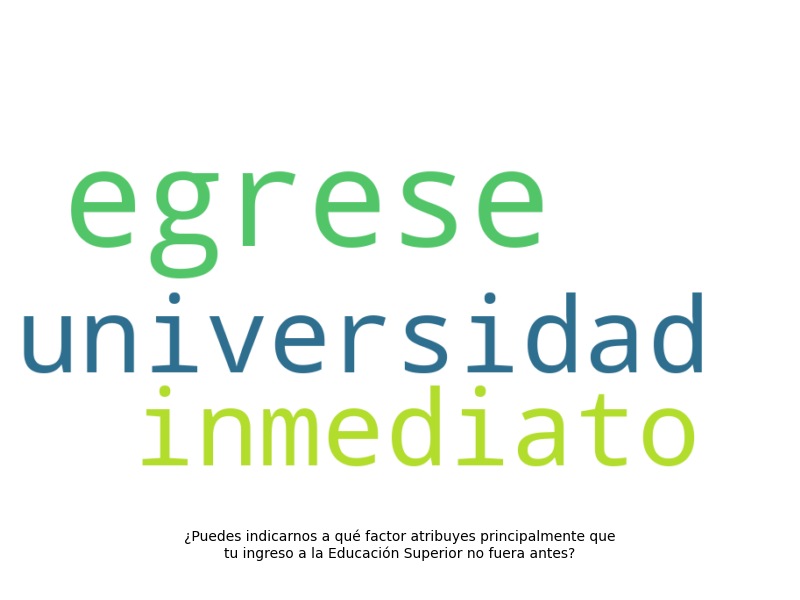 egrese
universidad
inmediato
¿Puedes indicarnos a qué factor atribuyes principalmente que
tu ingreso a la Educación Superior no fuera antes?